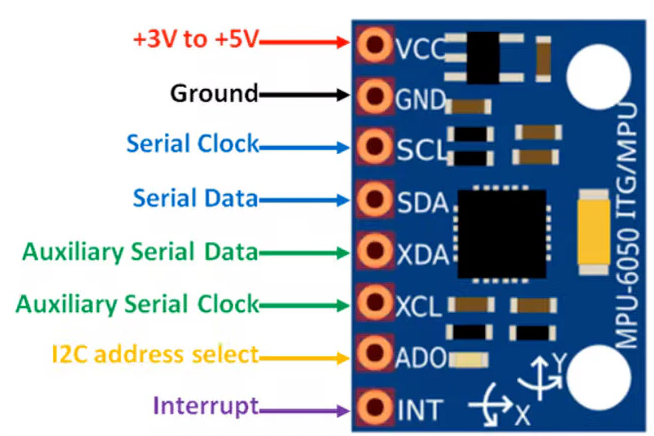 +3V to +5V VCC
Ground GND
Serial Clock SCL
Serial Data SDA
Auxiliary Serial Data XDA
Auxiliary Serial Clock XCL
I2C address select ADO
Interrupt INT
MPU-6050 ITG/MPU
Y
X